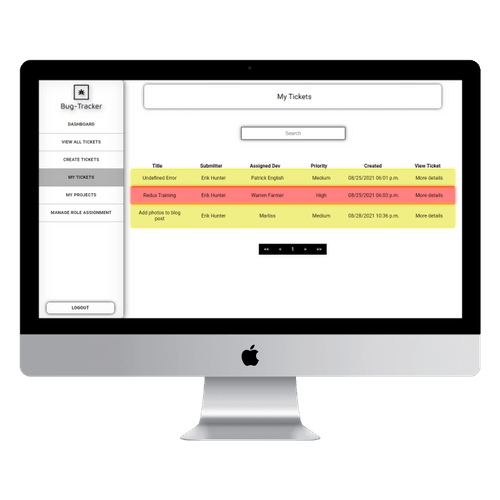 Bug-Tracker
DASHBOARD
VIEW ALL TICKETS
CREATE TICKETS
MY TICKETS
MY PROJECTS
MANAGE ROLE ASSIGNMENT
LOGOUT
My Tickets
Search
Title Submitter Assigned Dev Priority Created View Ticket
Undefined Error Erik Hunter Patrick English Medium 08/25/2021 06:01 p.m. More details
Redux Training Erik Hunter Warren Farmer High 08/25/2021 06:03 p.m. More details
Add photos to blog post Erik Hunter Marliss Medium 08/28/2021 10:36 p.m. More details
<< < 1 > >>